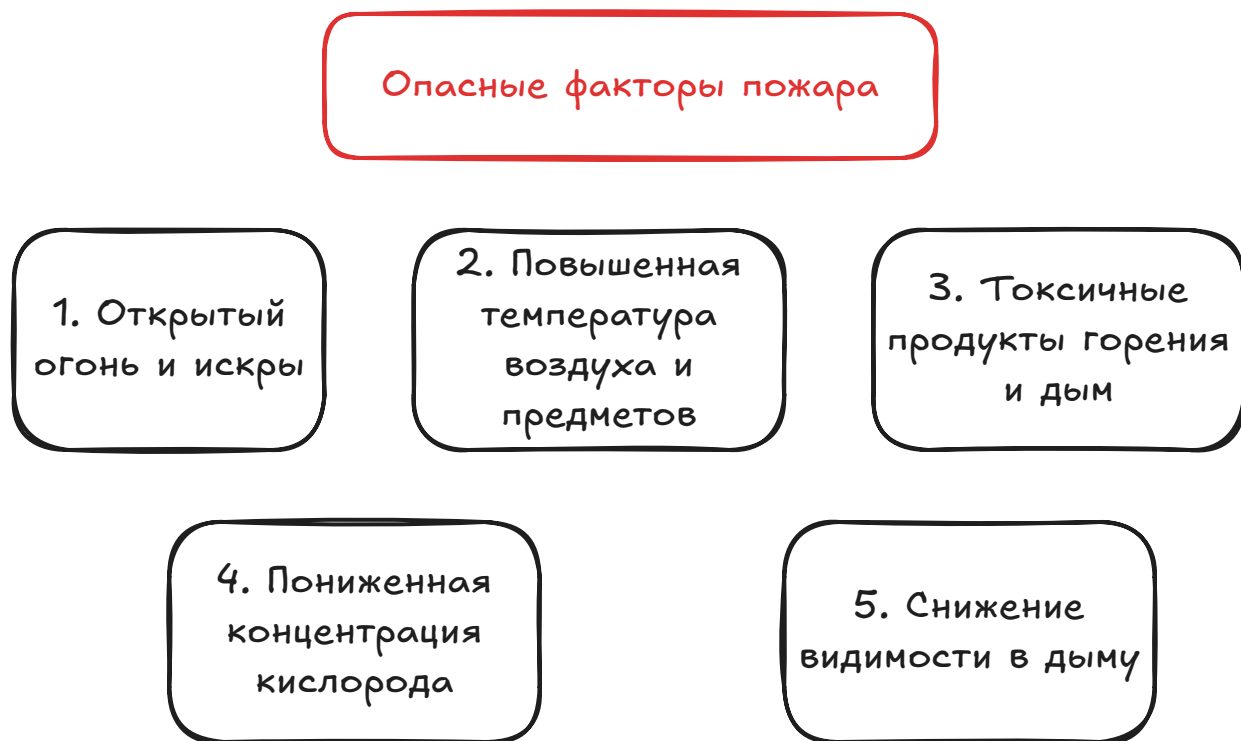 Опасные факторы пожара
1. Открытый
огонь и искры
2. Повышенная
температура
воздуха и
предметов
3. Токсичные
продукты горения
и дым
4. Пониженная
концентрация
кислорода
5. Снижение
видимости в дыму